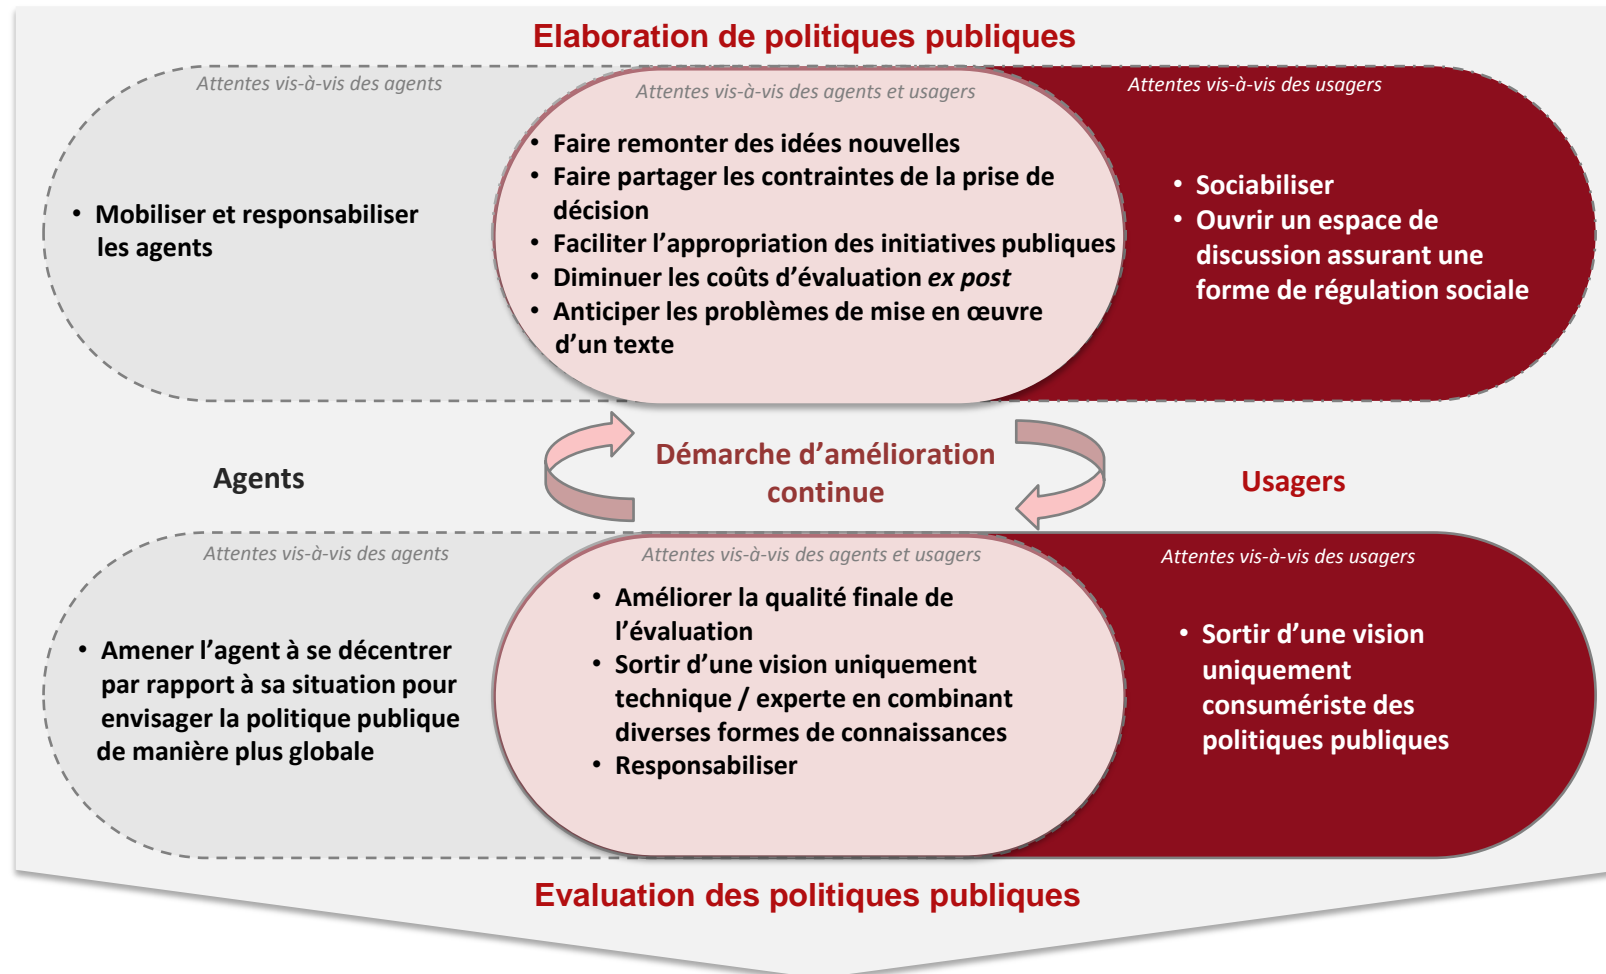 Elaboration de politiques publiques
Attentes vis-à-vis des agents
• Mobiliser et responsabiliser
les agents
Attentes vis-à-vis des agents et usagers
• Faire remonter des idées nouvelles
• Faire partager les contraintes de la prise de
décision
• Faciliter l’appropriation des initiatives publiques
• Diminuer les coûts d’évaluation ex post
• Anticiper les problèmes de mise en œuvre
d’un texte
Attentes vis-à-vis des usagers
• Sociabiliser
• Ouvrir un espace de
discussion assurant une
forme de régulation sociale
Agents
Démarche d’amélioration
continue
Usagers
Attentes vis-à-vis des agents
• Amener l’agent à se décentrer
par rapport à sa situation pour
envisager la politique publique
de manière plus globale
Attentes vis-à-vis des agents et usagers
• Améliorer la qualité finale de
l’évaluation
• Sortir d’une vision uniquement
technique / experte en combinant
diverses formes de connaissances
• Responsabiliser
Attentes vis-à-vis des usagers
• Sortir d’une vision
uniquement
consumériste des
politiques publiques
Evaluation des politiques publiques